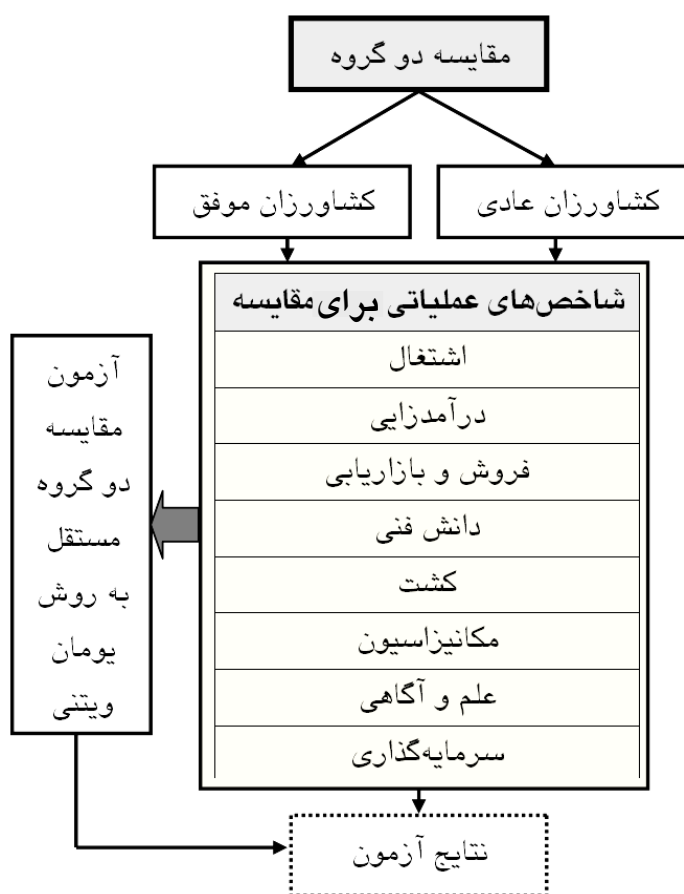 مقایسه دو گروه
کشاورزان عادی
کشاورزان موفق
شاخص‌های عملیاتی برای مقایسه
اشتغال
درآمدزایی
فروش و بازاریابی
دانش فنی
کشت
مکانیزاسیون
علم و آگاهی
سرمایه‌گذاری
آزمون
مقایسه
دو گروه
مستقل
به روش
یومان
ویتنی
نتایج آزمون